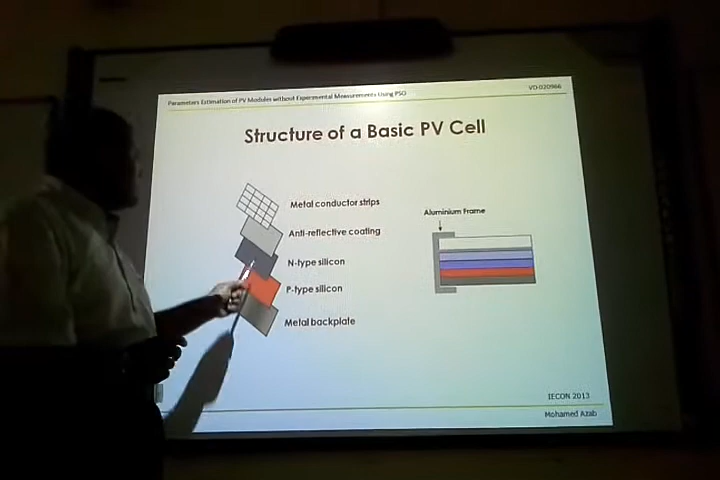 Parameters Estimation of PV Modules without Experimental Measurements Using PSO
VD-020966
Structure of a Basic PV Cell
Metal conductor strips
Anti-reflective coating
N-type silicon
P-type silicon
Metal backplate
Aluminium Frame
IECON 2013
Mohamed Azab